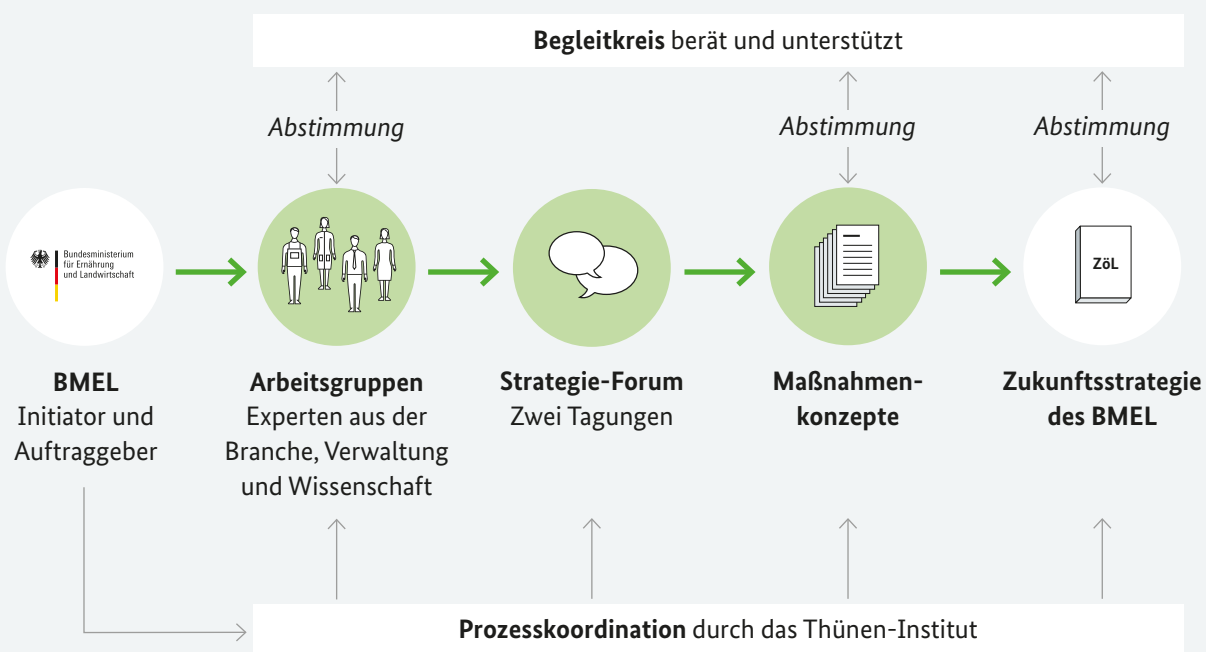 Begleitkreis berät und unterstützt
Abstimmung
Abstimmung
Abstimmung
Bundesministerium
für Ernährung
und Landwirtschaft
ZöL
BMEL
Initiator und
Auftraggeber
Arbeitsgruppen
Experten aus der
Branche, Verwaltung
und Wissenschaft
Strategie-Forum
Zwei Tagungen
Maßnahmen-
konzepte
Zukunftsstrategie
des BMEL
Prozesskoordination durch das Thünen-Institut